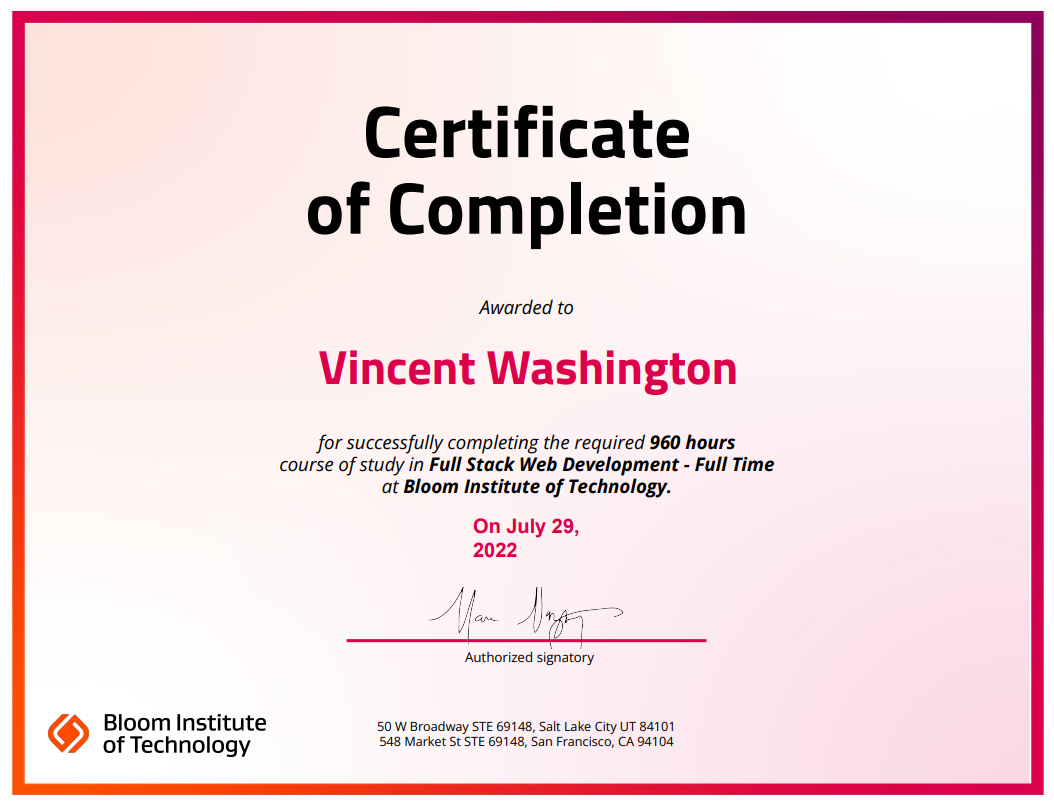 Certificate
of Completion
Awarded to
Vincent Washington
for successfully completing the required 960 hours
course of study in Full Stack Web Development - Full Time
at Bloom Institute of Technology.
On July 29,
2022
Authorized signatory
Bloom Institute
of Technology
50 W Broadway STE 69148, Salt Lake City UT 84101
548 Market St STE 69148, San Francisco, CA 94104